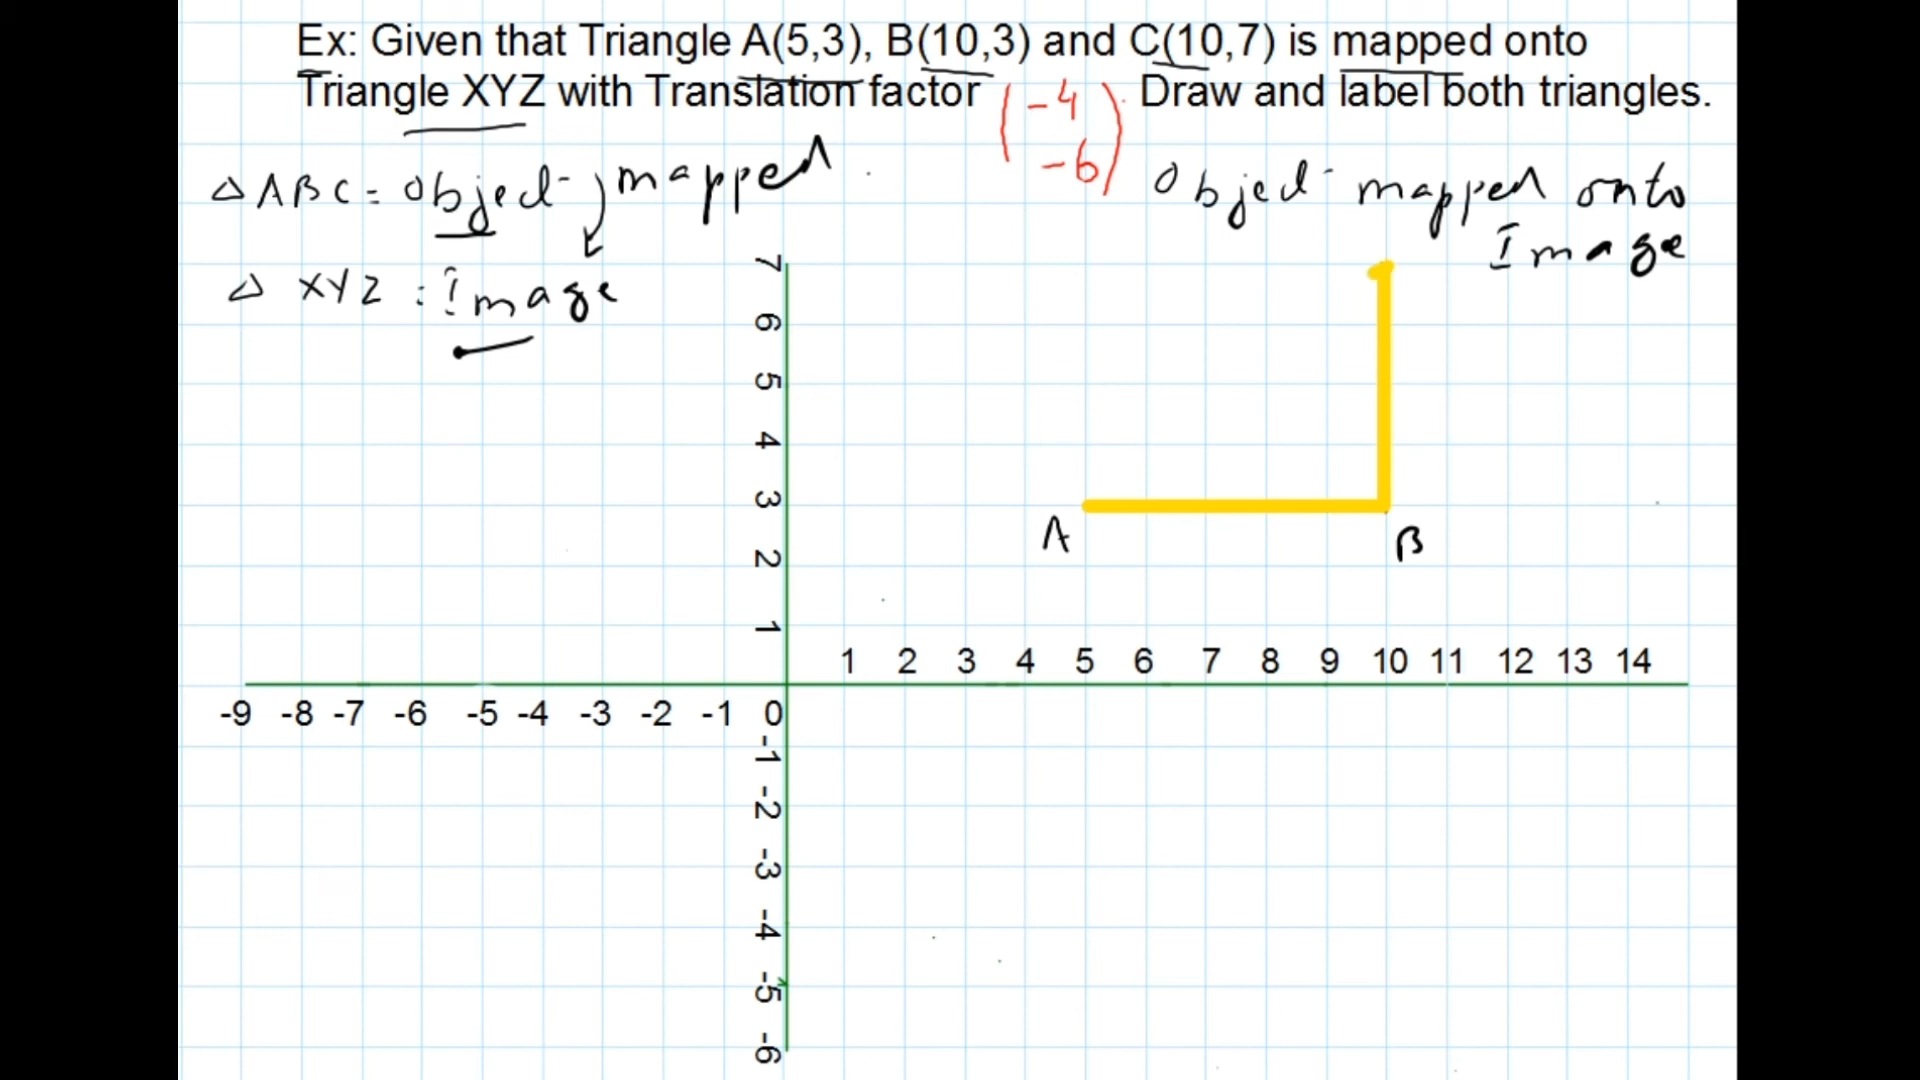 Ex: Given that Triangle A(5,3), B(10,3) and C(10,7) is mapped onto
Triangle XYZ with Translation factor (-4 -6). Draw and label both triangles.
△ ABC = object mapped
Object mapped onto
Image
△ XYZ : Image
7
6
5
4
3
2
1
A
B
1 2 3 4 5 6 7 8 9 10 11 12 13 14
-9 -8 -7 -6 -5 -4 -3 -2 -1 0
-1
-2
-3
-4
-5
-6